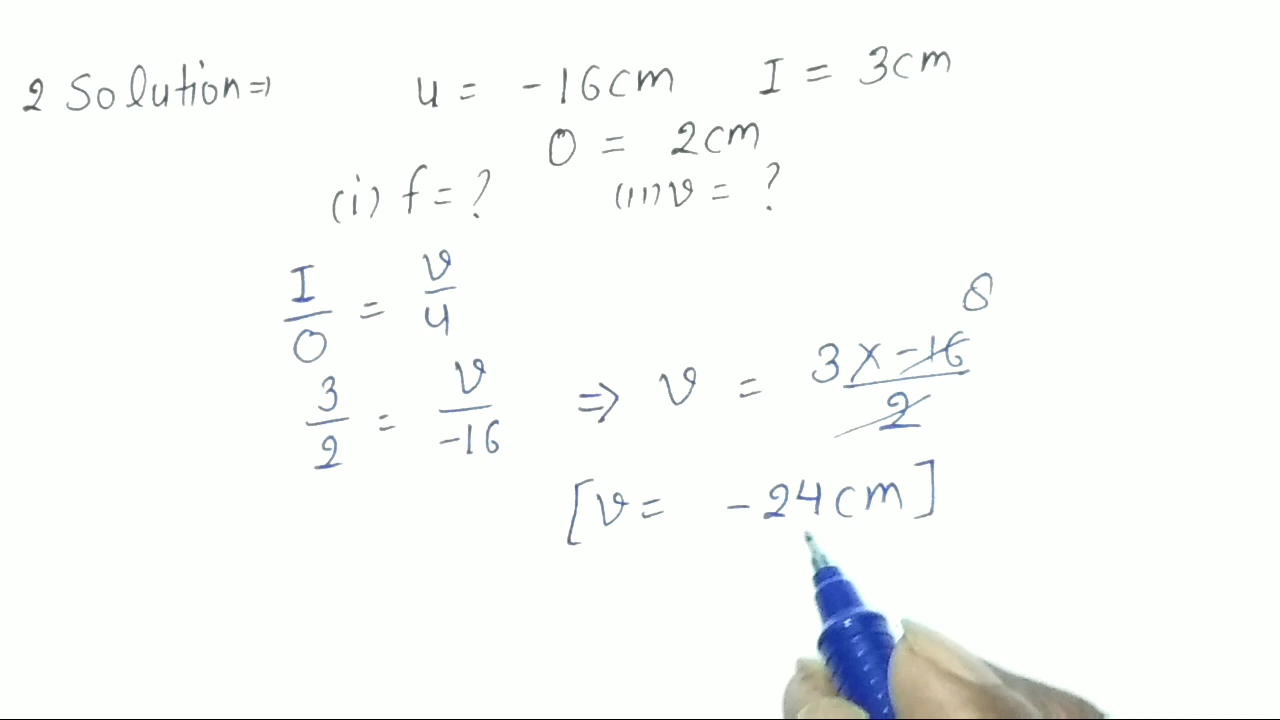 2 Solution ⇒ u = -16cm I = 3cm
O = 2cm
(i) f = ? (ii) v = ?
I/O = v/u
3/2 = v/-16 ⇒ v = 3 x -16/2 8
[v = -24cm]